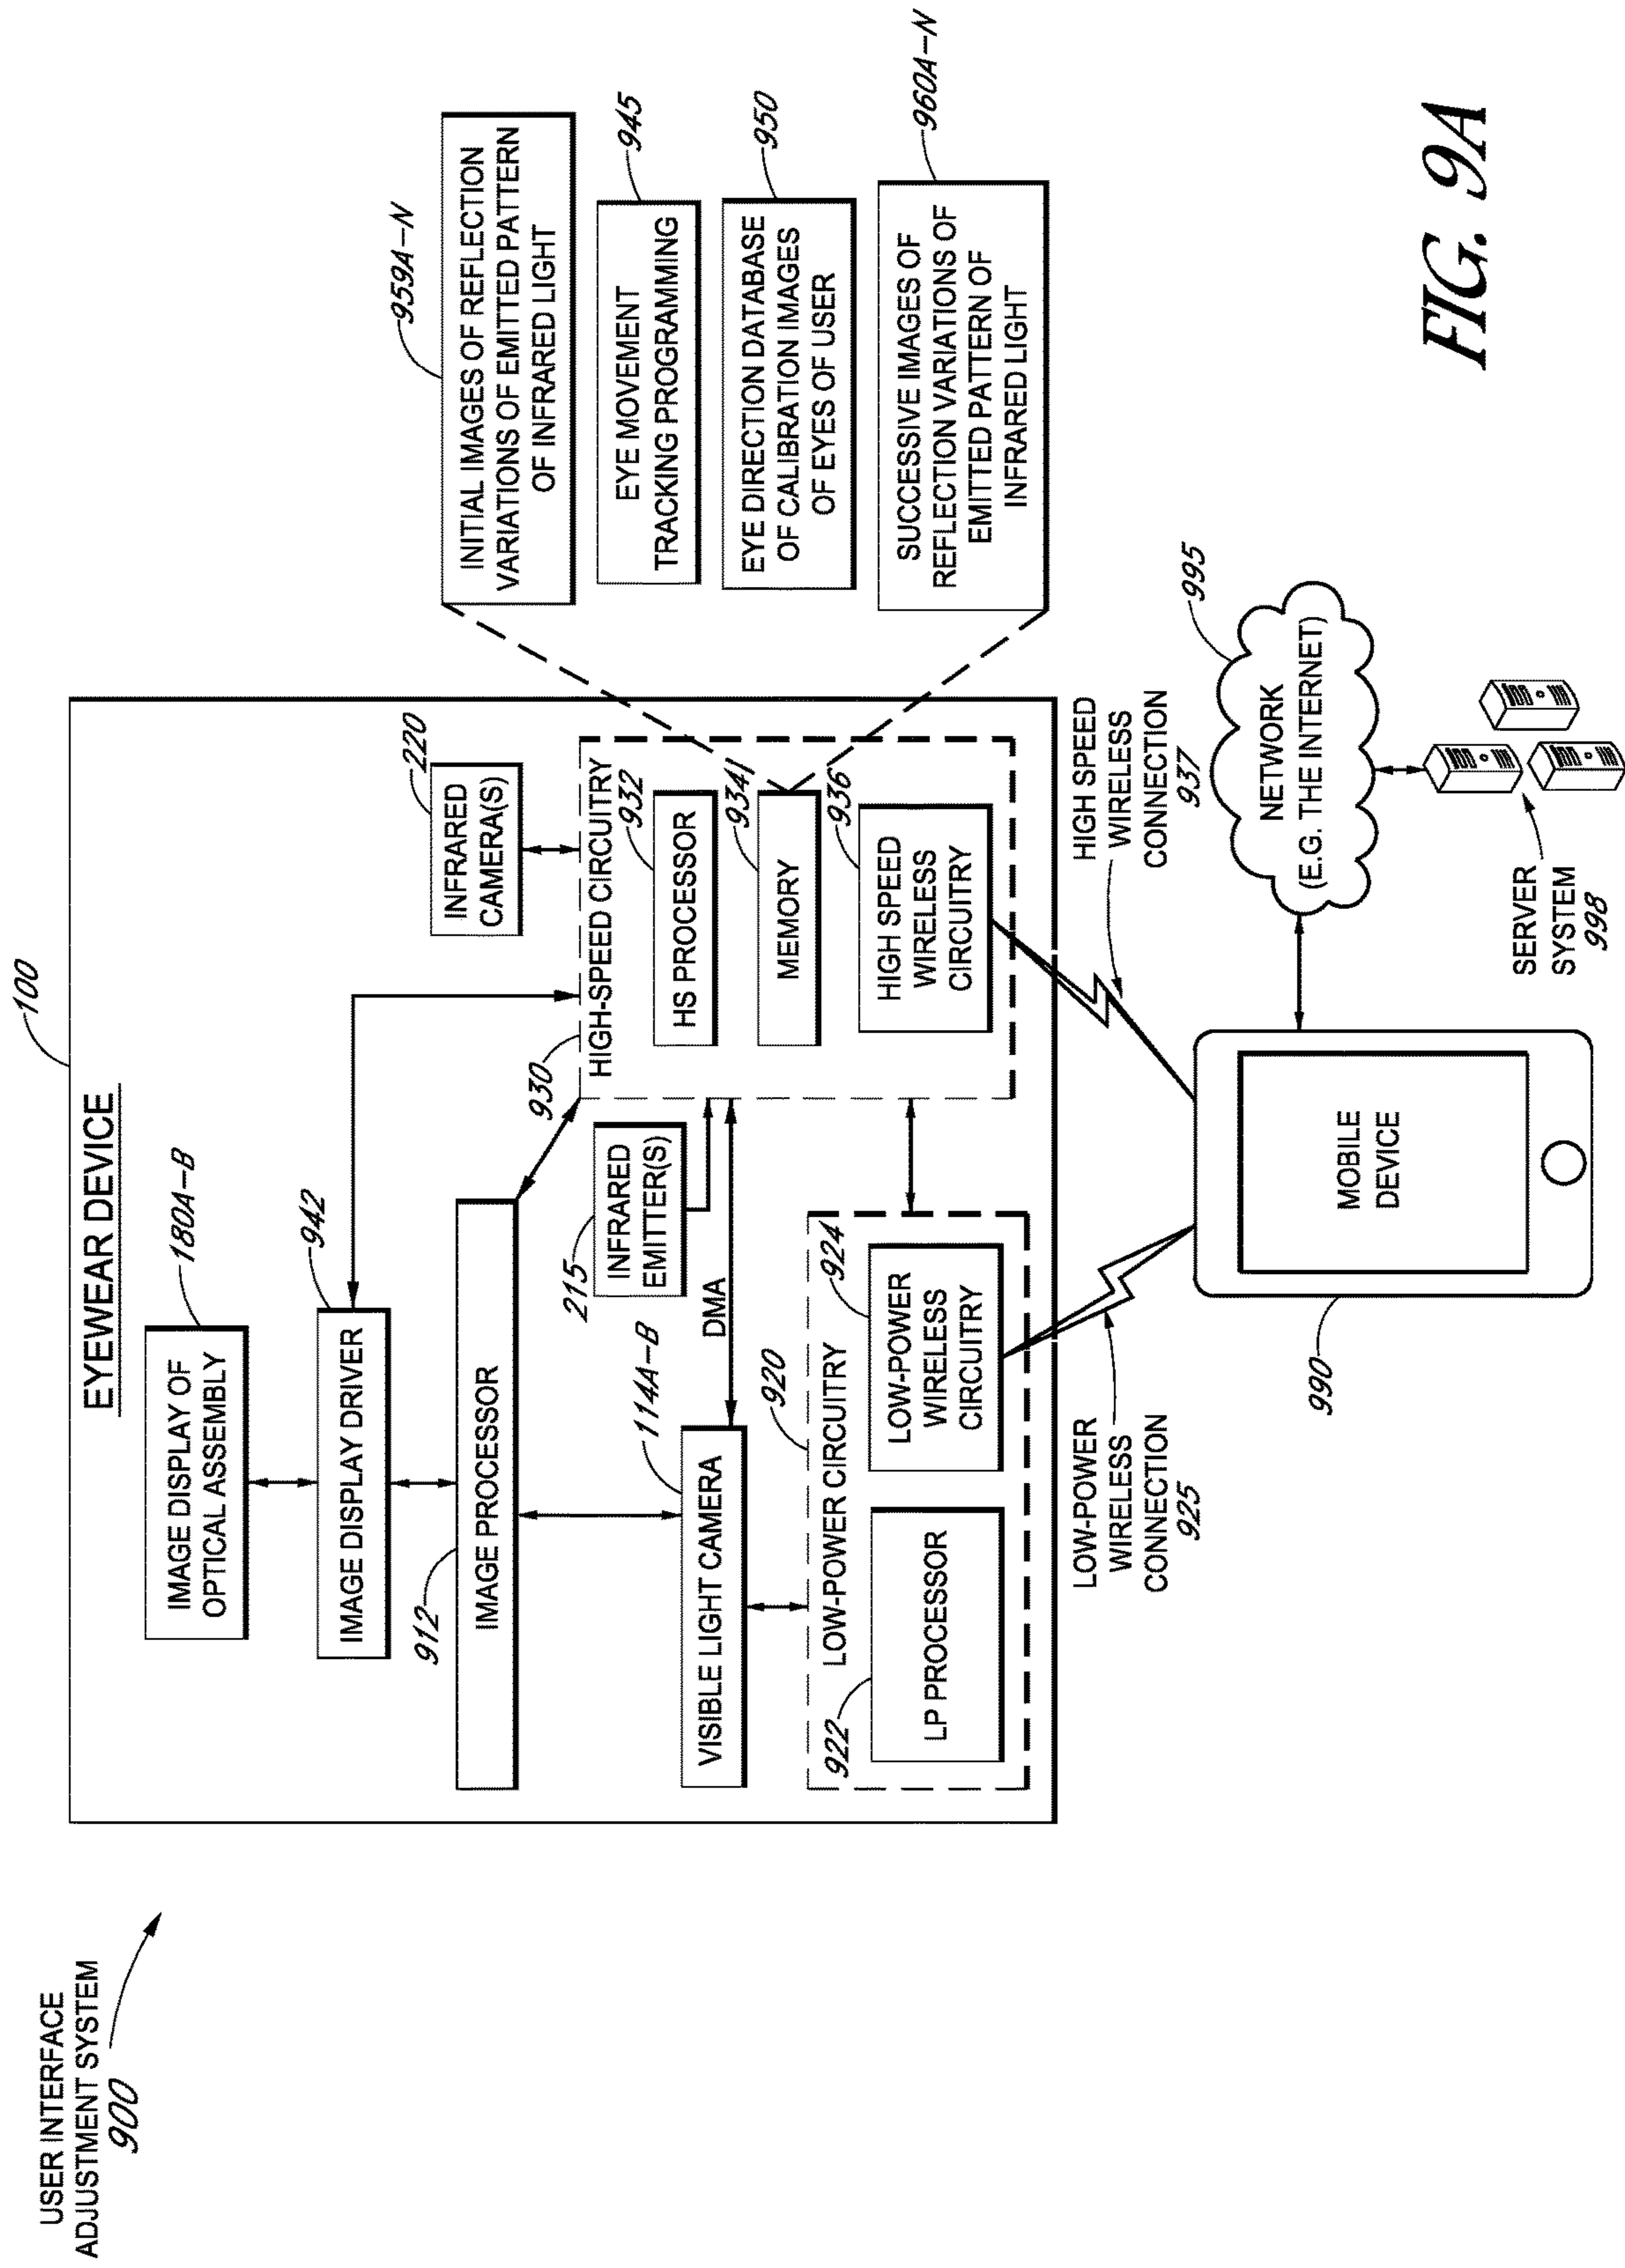 USER INTERFACE
ADJUSTMENT SYSTEM
900
100
EYEWEAR DEVICE
180A-B
IMAGE DISPLAY OF
OPTICAL ASSEMBLY
942
IMAGE DISPLAY DRIVER
912
IMAGE PROCESSOR
114A-B
VISIBLE LIGHT CAMERA
DMA
215
INFRARED
EMITTER(S)
220
INFRARED
CAMERA(S)
930
HIGH-SPEED CIRCUITRY
932
HS PROCESSOR
934
MEMORY
936
HIGH SPEED
WIRELESS
CIRCUITRY
920
LOW-POWER CIRCUITRY
922
LP PROCESSOR
924
LOW-POWER
WIRELESS
CIRCUITRY
959A-N
INITIAL IMAGES OF REFLECTION
VARIATIONS OF EMITTED PATTERN
OF INFRARED LIGHT
945
EYE MOVEMENT
TRACKING PROGRAMMING
950
EYE DIRECTION DATABASE
OF CALIBRATION IMAGES
OF EYES OF USER
960A-N
SUCCESSIVE IMAGES OF
REFLECTION VARIATIONS OF
EMITTED PATTERN OF
INFRARED LIGHT
LOW-POWER
WIRELESS
CONNECTION
925
HIGH SPEED
WIRELESS
CONNECTION
937
990
MOBILE
DEVICE
995
NETWORK
(E.G. THE INTERNET)
SERVER
SYSTEM
998
FIG. 9A